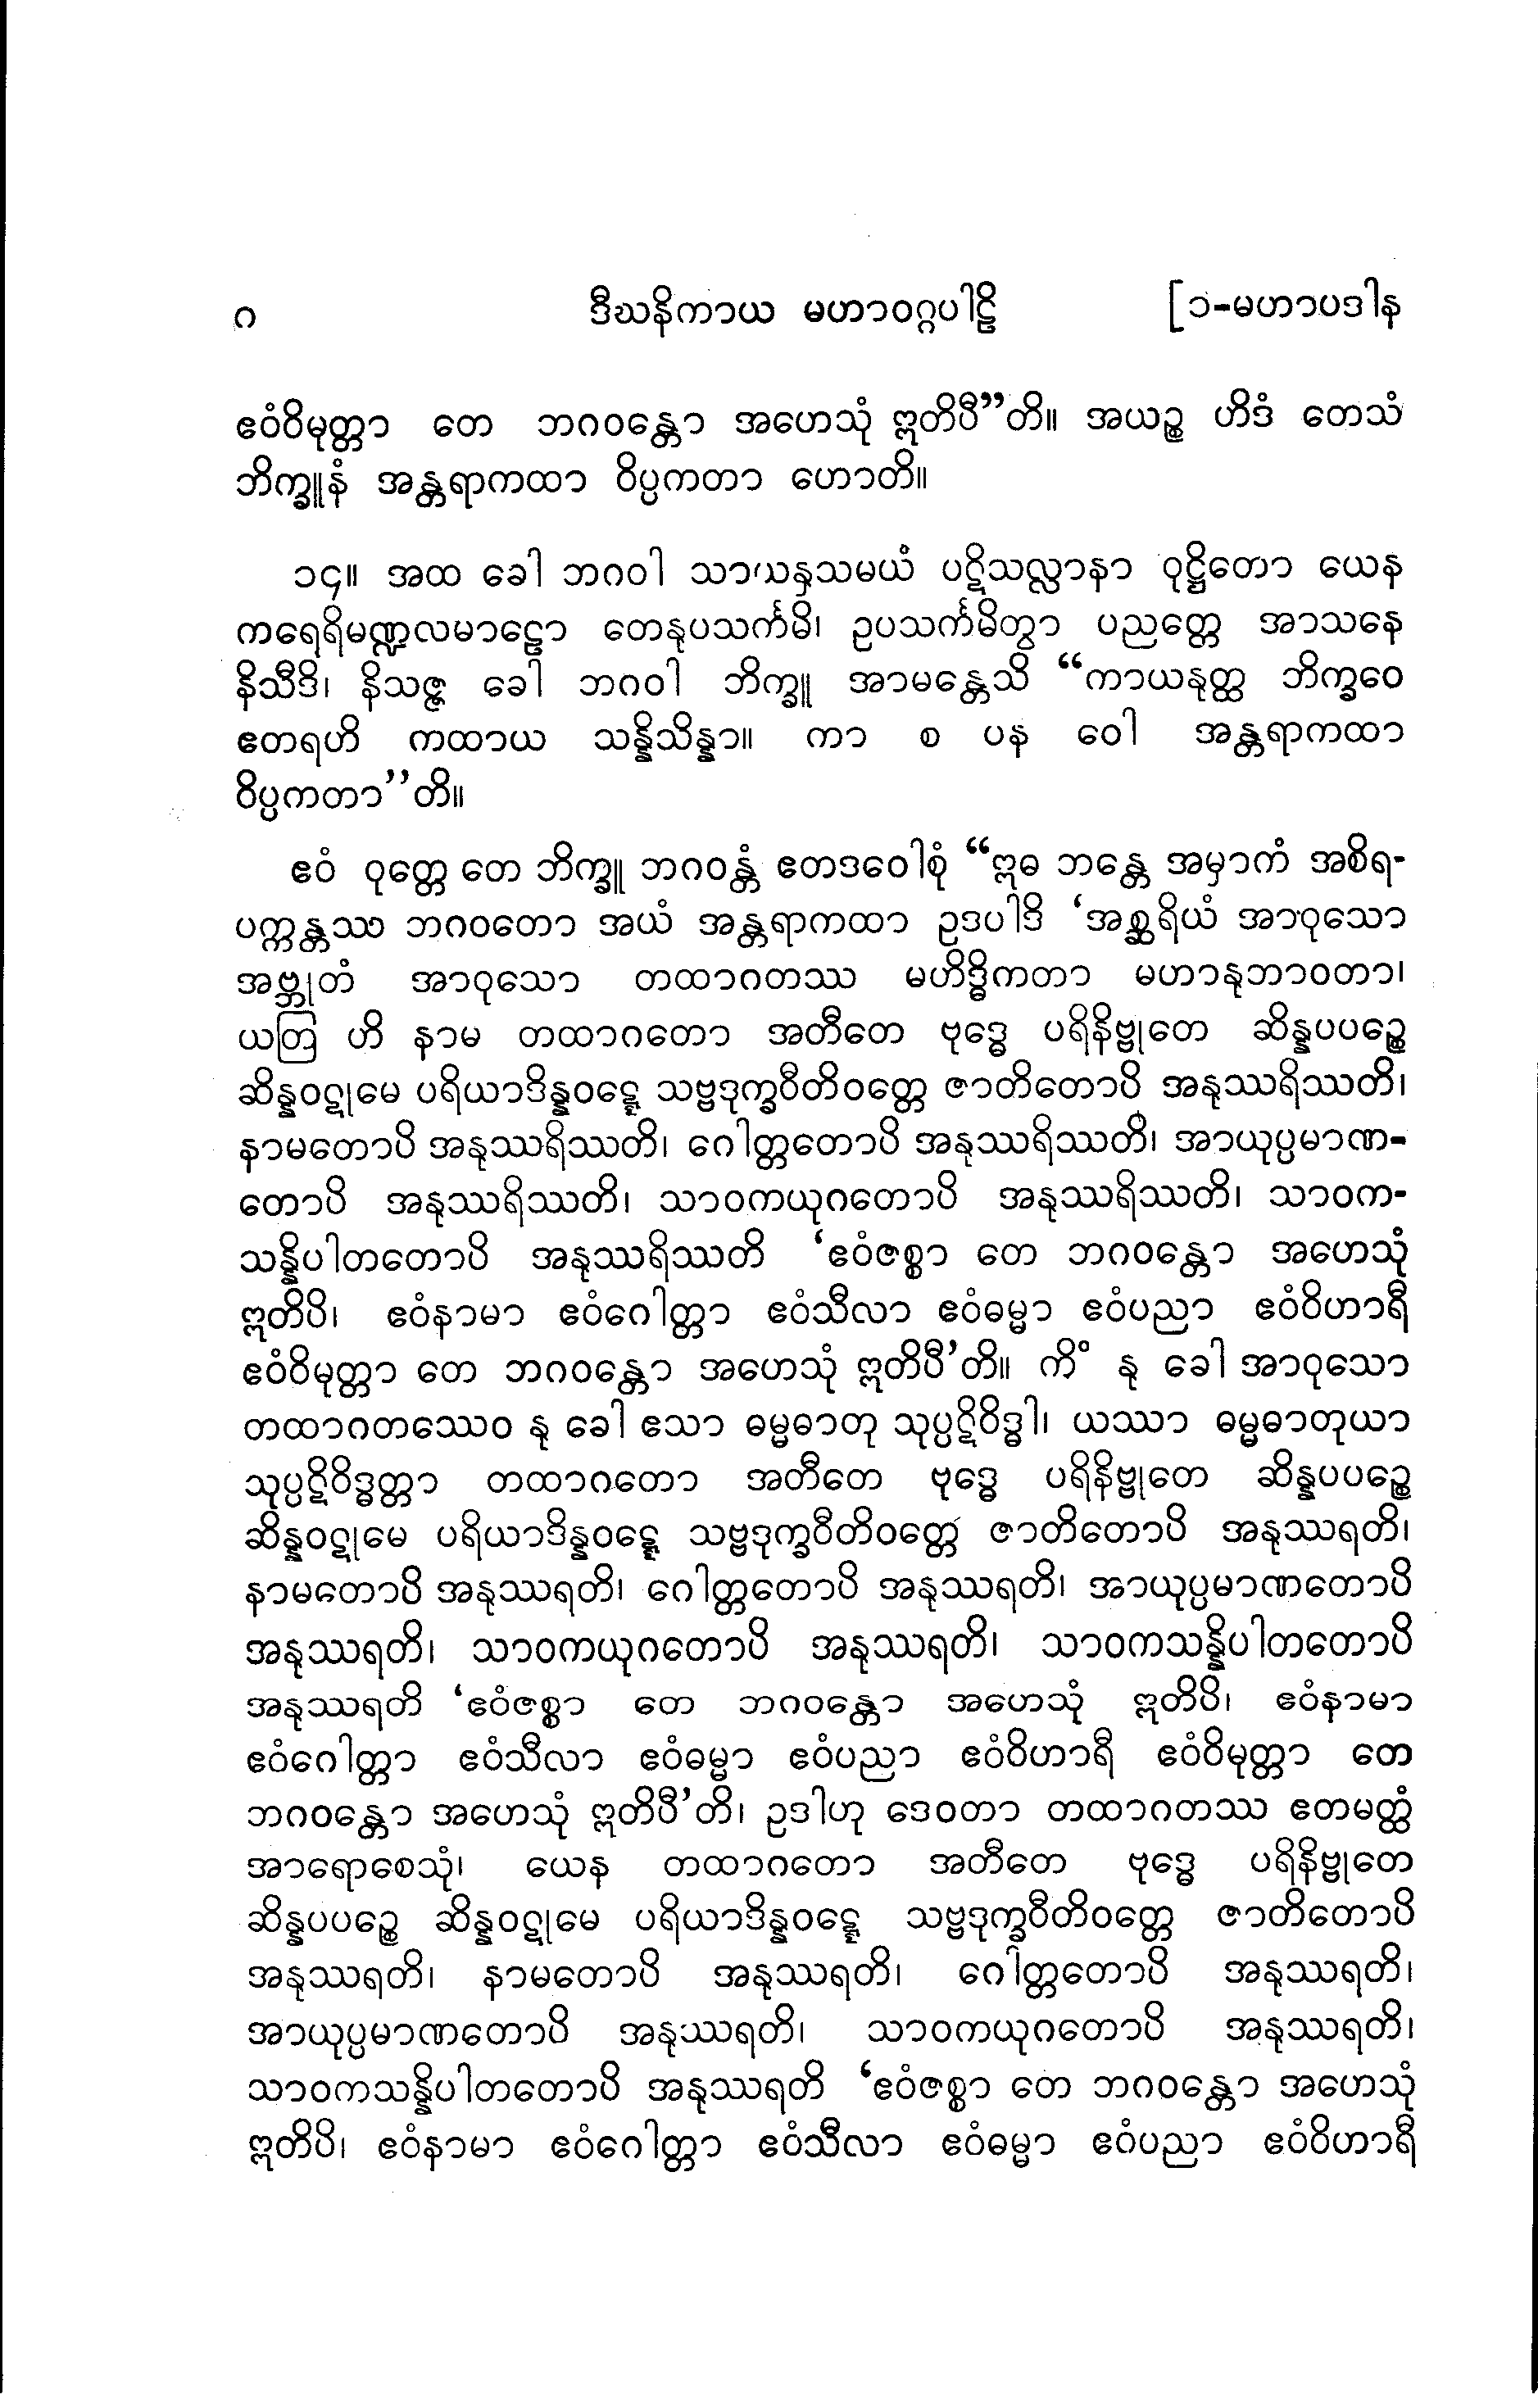 ၈ ဒီဃနိကာယ မဟာဝဂ္ဂပါဠိ [၁-မဟာပဒါန
ဧဝံဝိမုတ္တာ တေ ဘဂဝန္တော အဟေသုံ ဣတိပီ”တိ။ အယဉ္စ ဟိဒံ တေသံ
ဘိက္ခူနံ အန္တရာကထာ ဝိပ္ပကတာ ဟောတိ။
၁၄။ အထ ခေါ ဘဂဝါ သာယနှသမယံ ပဋိသလ္လာနာ ဝုဋ္ဌိတော ယေန
ကရေရိမဏ္ဍလမာဠော တေနုပသင်္ကမိ၊ ဥပသင်္ကမိတွာ ပညတ္တေ အာသနေ
နိသီဒိ၊ နိသဇ္ဇ ခေါ ဘဂဝါ ဘိက္ခူ အာမန္တေသိ “ကာယနုတ္ထ ဘိက္ခဝေ
ဧတရဟိ ကထာယ သန္နိသိန္နာ။ ကာ စ ပန ဝေါ အန္တရာကထာ
ဝိပ္ပကတာ’’တိ။
ဧဝံ ဝုတ္တေ တေ ဘိက္ခူ ဘဂဝန္တံ ဧတဒဝေါစုံ “ဣဓ ဘန္တေ အမှာကံ အစိရ-
ပက္ကန္တဿ ဘဂဝတော အယံ အန္တရာကထာ ဥဒပါဒိ ‘အစ္ဆရိယံ အာဝုသော
အဗ္ဘုတံ အာဝုသော တထာဂတဿ မဟိဒ္ဓိကတာ မဟာနုဘာဝတာ၊
ယတြ ဟိ နာမ တထာဂတော အတီတေ ဗုဒ္ဓေ ပရိနိဗ္ဗုတေ ဆိန္နပပဉ္စေ
ဆိန္နဝဋုမေ ပရိယာဒိန္နဝဋ္ဋေ သဗ္ဗဒုက္ခဝီတိဝတ္တေ ဇာတိတောပိ အနုဿရိဿတိ၊
နာမတောပိ အနုဿရိဿတိ၊ ဂေါတ္တတောပိ အနုဿရိဿတိ၊ အာယုပ္ပမာဏ-
တောပိ အနုဿရိဿတိ၊ သာဝကယုဂတောပိ အနုဿရိဿတိ၊ သာဝက-
သန္နိပါတတောပိ အနုဿရိဿတိ ‘ဧဝံဇစ္စာ တေ ဘဂဝန္တော အဟေသုံ
ဣတိပိ၊ ဧဝံနာမာ ဧဝံဂေါတ္တာ ဧဝံသီလာ ဧဝံဓမ္မာ ဧဝံပညာ ဧဝံဝိဟာရီ
ဧဝံဝိမုတ္တာ တေ ဘဂဝန္တော အဟေသုံ ဣတိပီ’တိ။ ကိံ နု ခေါ အာဝုသော
တထာဂတဿေဝ နု ခေါ ဧသာ ဓမ္မဓာတု သုပ္ပဋိဝိဒ္ဓါ၊ ယဿာ ဓမ္မဓာတုယာ
သုပ္ပဋိဝိဒ္ဓတ္တာ တထာဂတော အတီတေ ဗုဒ္ဓေ ပရိနိဗ္ဗုတေ ဆိန္နပပဉ္စေ
ဆိန္နဝဋုမေ ပရိယာဒိန္နဝဋ္ဋေ သဗ္ဗဒုက္ခဝီတိဝတ္တေ ဇာတိတောပိ အနုဿရတိ၊
နာမတောပိ အနုဿရတိ၊ ဂေါတ္တတောပိ အနုဿရတိ၊ အာယုပ္ပမာဏတောပိ
အနုဿရတိ၊ သာဝကယုဂတောပိ အနုဿရတိ၊ သာဝကသန္နိပါတတောပိ
အနုဿရတိ ‘ဧဝံဇစ္စာ တေ ဘဂဝန္တော အဟေသုံ ဣတိပိ၊ ဧဝံနာမာ
ဧဝံဂေါတ္တာ ဧဝံသီလာ ဧဝံဓမ္မာ ဧဝံပညာ ဧဝံဝိဟာရီ ဧဝံဝိမုတ္တာ တေ
ဘဂဝန္တော အဟေသုံ ဣတိပီ’တိ၊ ဥဒါဟု ဒေဝတာ တထာဂတဿ ဧတမတ္ထံ
အာရောစေသုံ၊ ယေန တထာဂတော အတီတေ ဗုဒ္ဓေ ပရိနိဗ္ဗုတေ
ဆိန္နပပဉ္စေ ဆိန္နဝဋုမေ ပရိယာဒိန္နဝဋ္ဋေ သဗ္ဗဒုက္ခဝီတိဝတ္တေ ဇာတိတောပိ
အနုဿရတိ၊ နာမတောပိ အနုဿရတိ၊ ဂေါတ္တတောပိ အနုဿရတိ၊
အာယုပ္ပမာဏတောပိ အနုဿရတိ၊ သာဝကယုဂတောပိ အနုဿရတိ၊
သာဝကသန္နိပါတတောပိ အနုဿရတိ ‘ဧဝံဇစ္စာ တေ ဘဂဝန္တော အဟေသုံ
ဣတိပိ၊ ဧဝံနာမာ ဧဝံဂေါတ္တာ ဧဝံသီလာ ဧဝံဓမ္မာ ဧဝံပညာ ဧဝံဝိဟာရီ